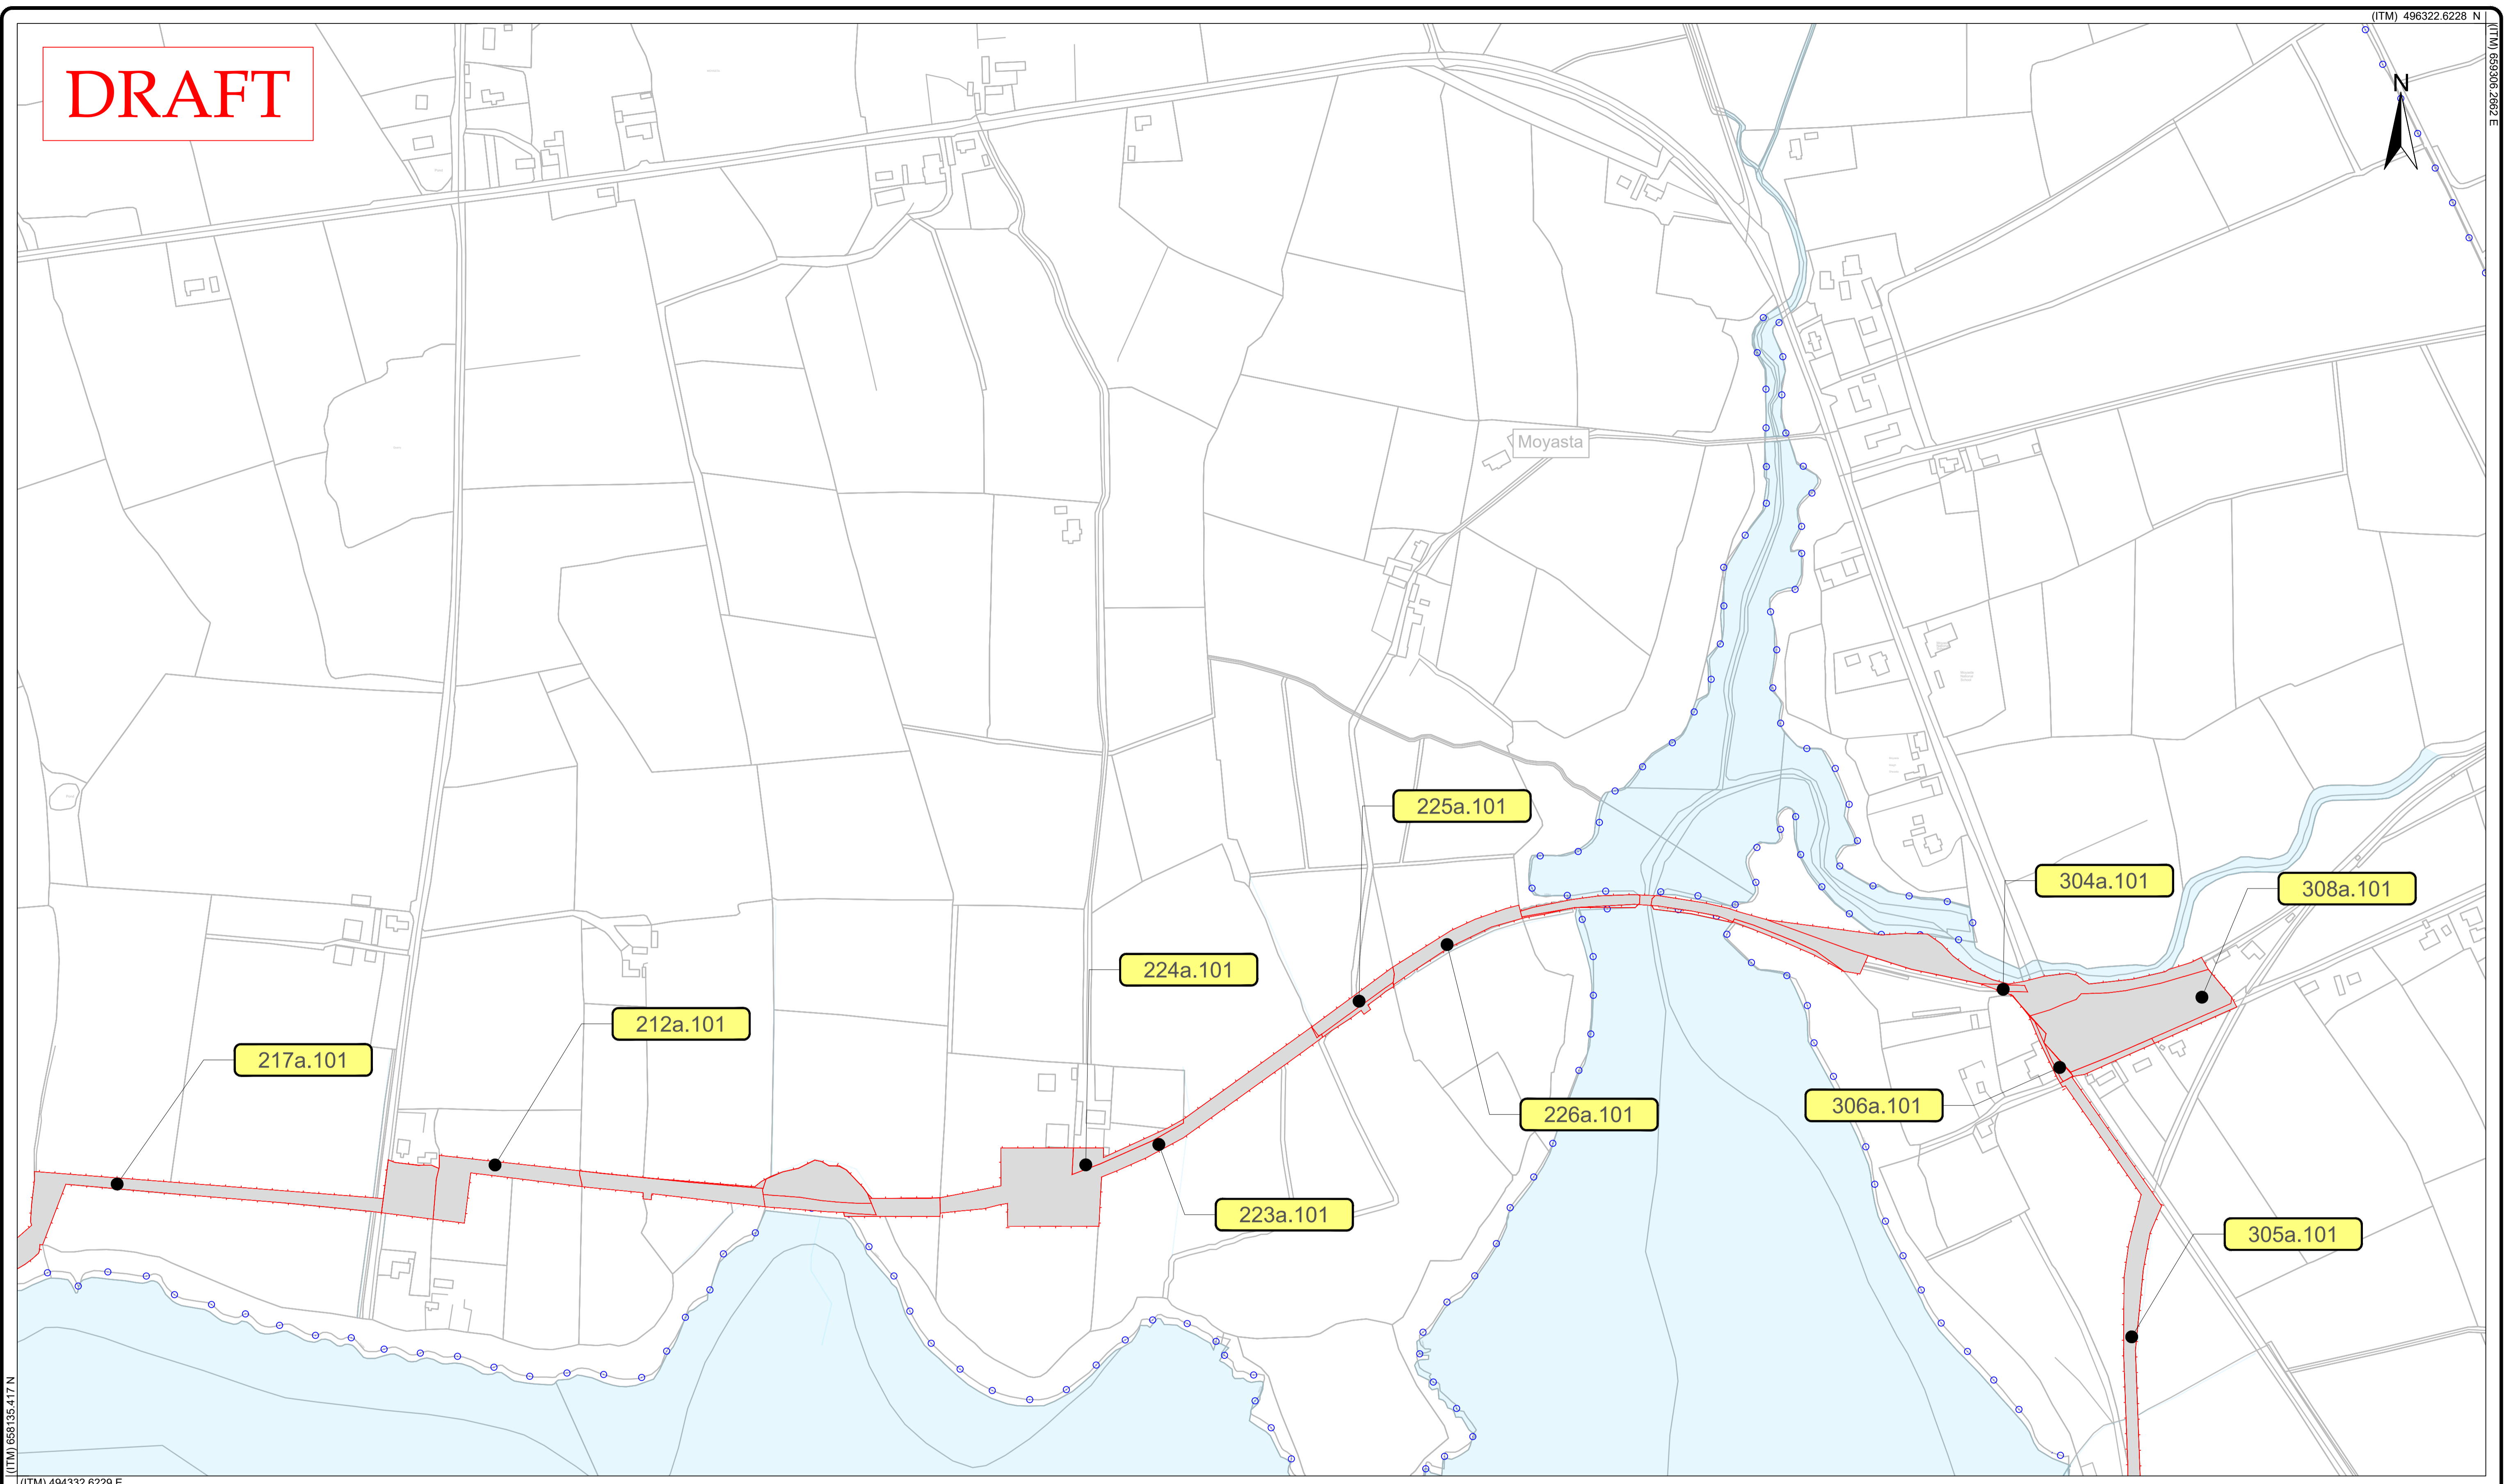 (ITM) 496322.6228 N
(ITM) 659306.2662 E
DRAFT
N
Moyasta
225a.101
304a.101
308a.101
224a.101
212a.101
217a.101
226a.101
306a.101
223a.101
305a.101
(ITM) 658135.417 N
(ITM) 494332.6229 E